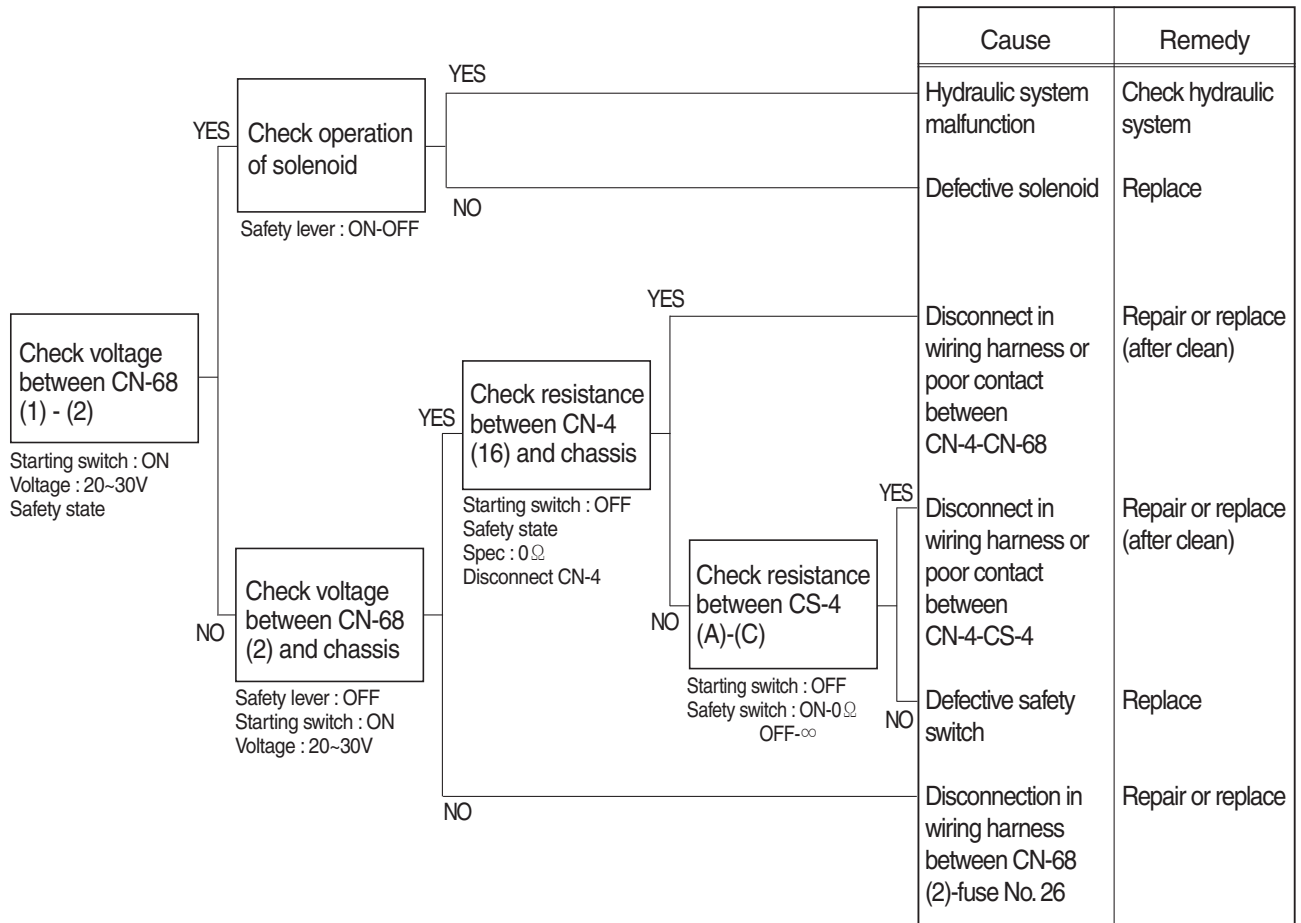 Cause
Remedy
YES
Hydraulic system
malfunction
Check hydraulic
system
YES
Check operation
of solenoid
NO
Defective solenoid
Replace
Safety lever : ON-OFF
YES
Disconnect in
wiring harness or
poor contact
between
CN-4-CN-68
Repair or replace
(after clean)
Check voltage
between CN-68
(1) - (2)
Starting switch : ON
Voltage : 20~30V
Safety state
YES
Check resistance
between CN-4
(16) and chassis
Starting switch : OFF
Safety state
Spec : 0Ω
Disconnect CN-4
YES
Disconnect in
wiring harness or
poor contact
between
CN-4-CS-4
Repair or replace
(after clean)
NO
Check voltage
between CN-68
(2) and chassis
Safety lever : OFF
Starting switch : ON
Voltage : 20~30V
NO
Check resistance
between CS-4
(A)-(C)
Starting switch : OFF
Safety switch : ON-0Ω
OFF-∞
NO
Defective safety
switch
Replace
NO
Disconnection in
wiring harness
between CN-68
(2)-fuse No. 26
Repair or replace